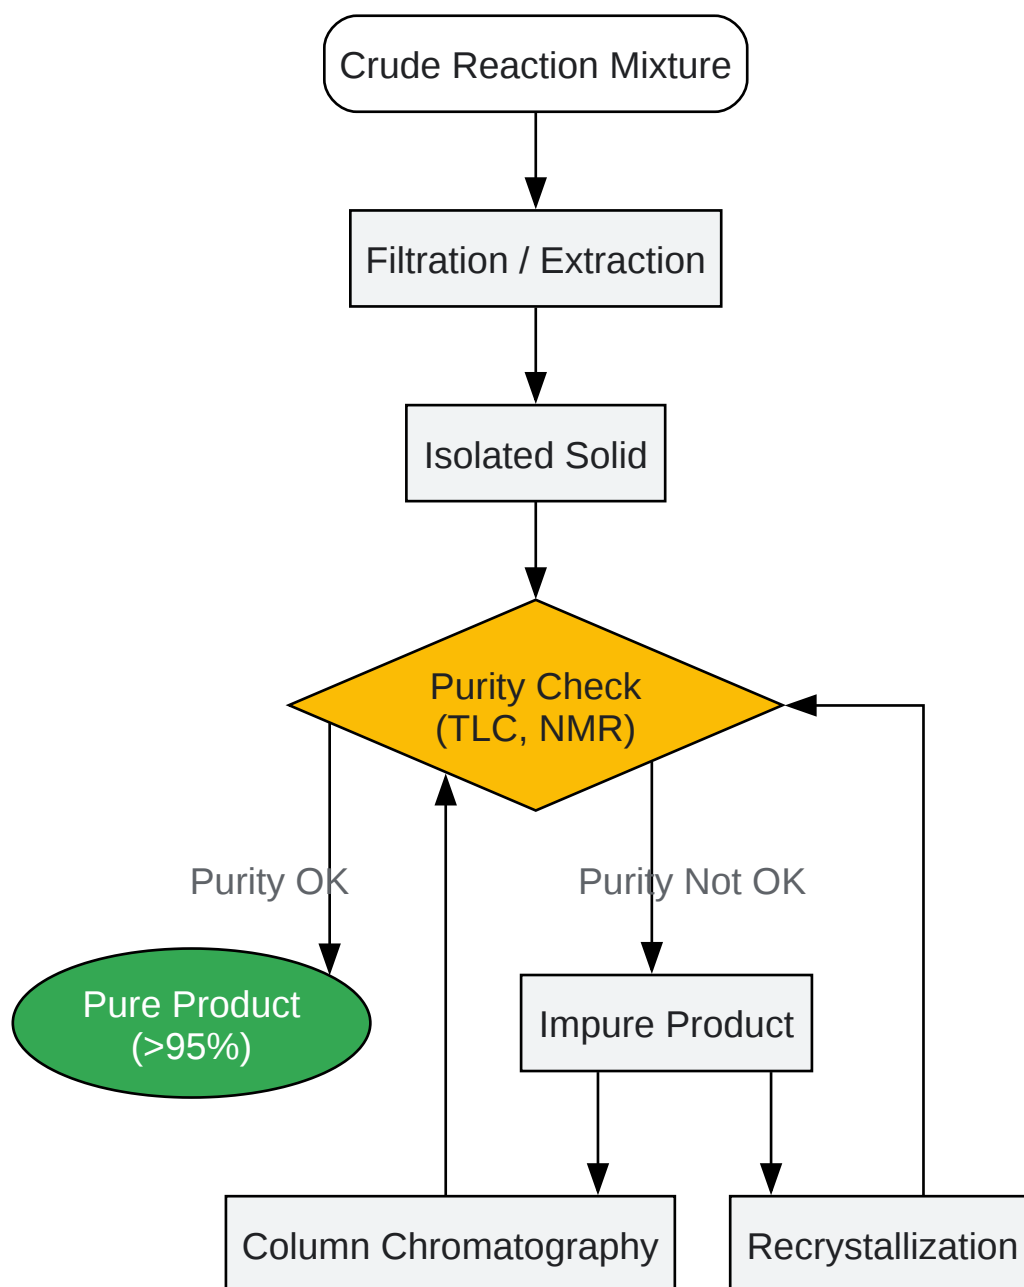 Crude Reaction Mixture
Filtration / Extraction
Isolated Solid
Purity Check
(TLC, NMR)
Purity OK
Purity Not OK
Pure Product
(>95%)
Impure Product
Column Chromatography
Recrystallization